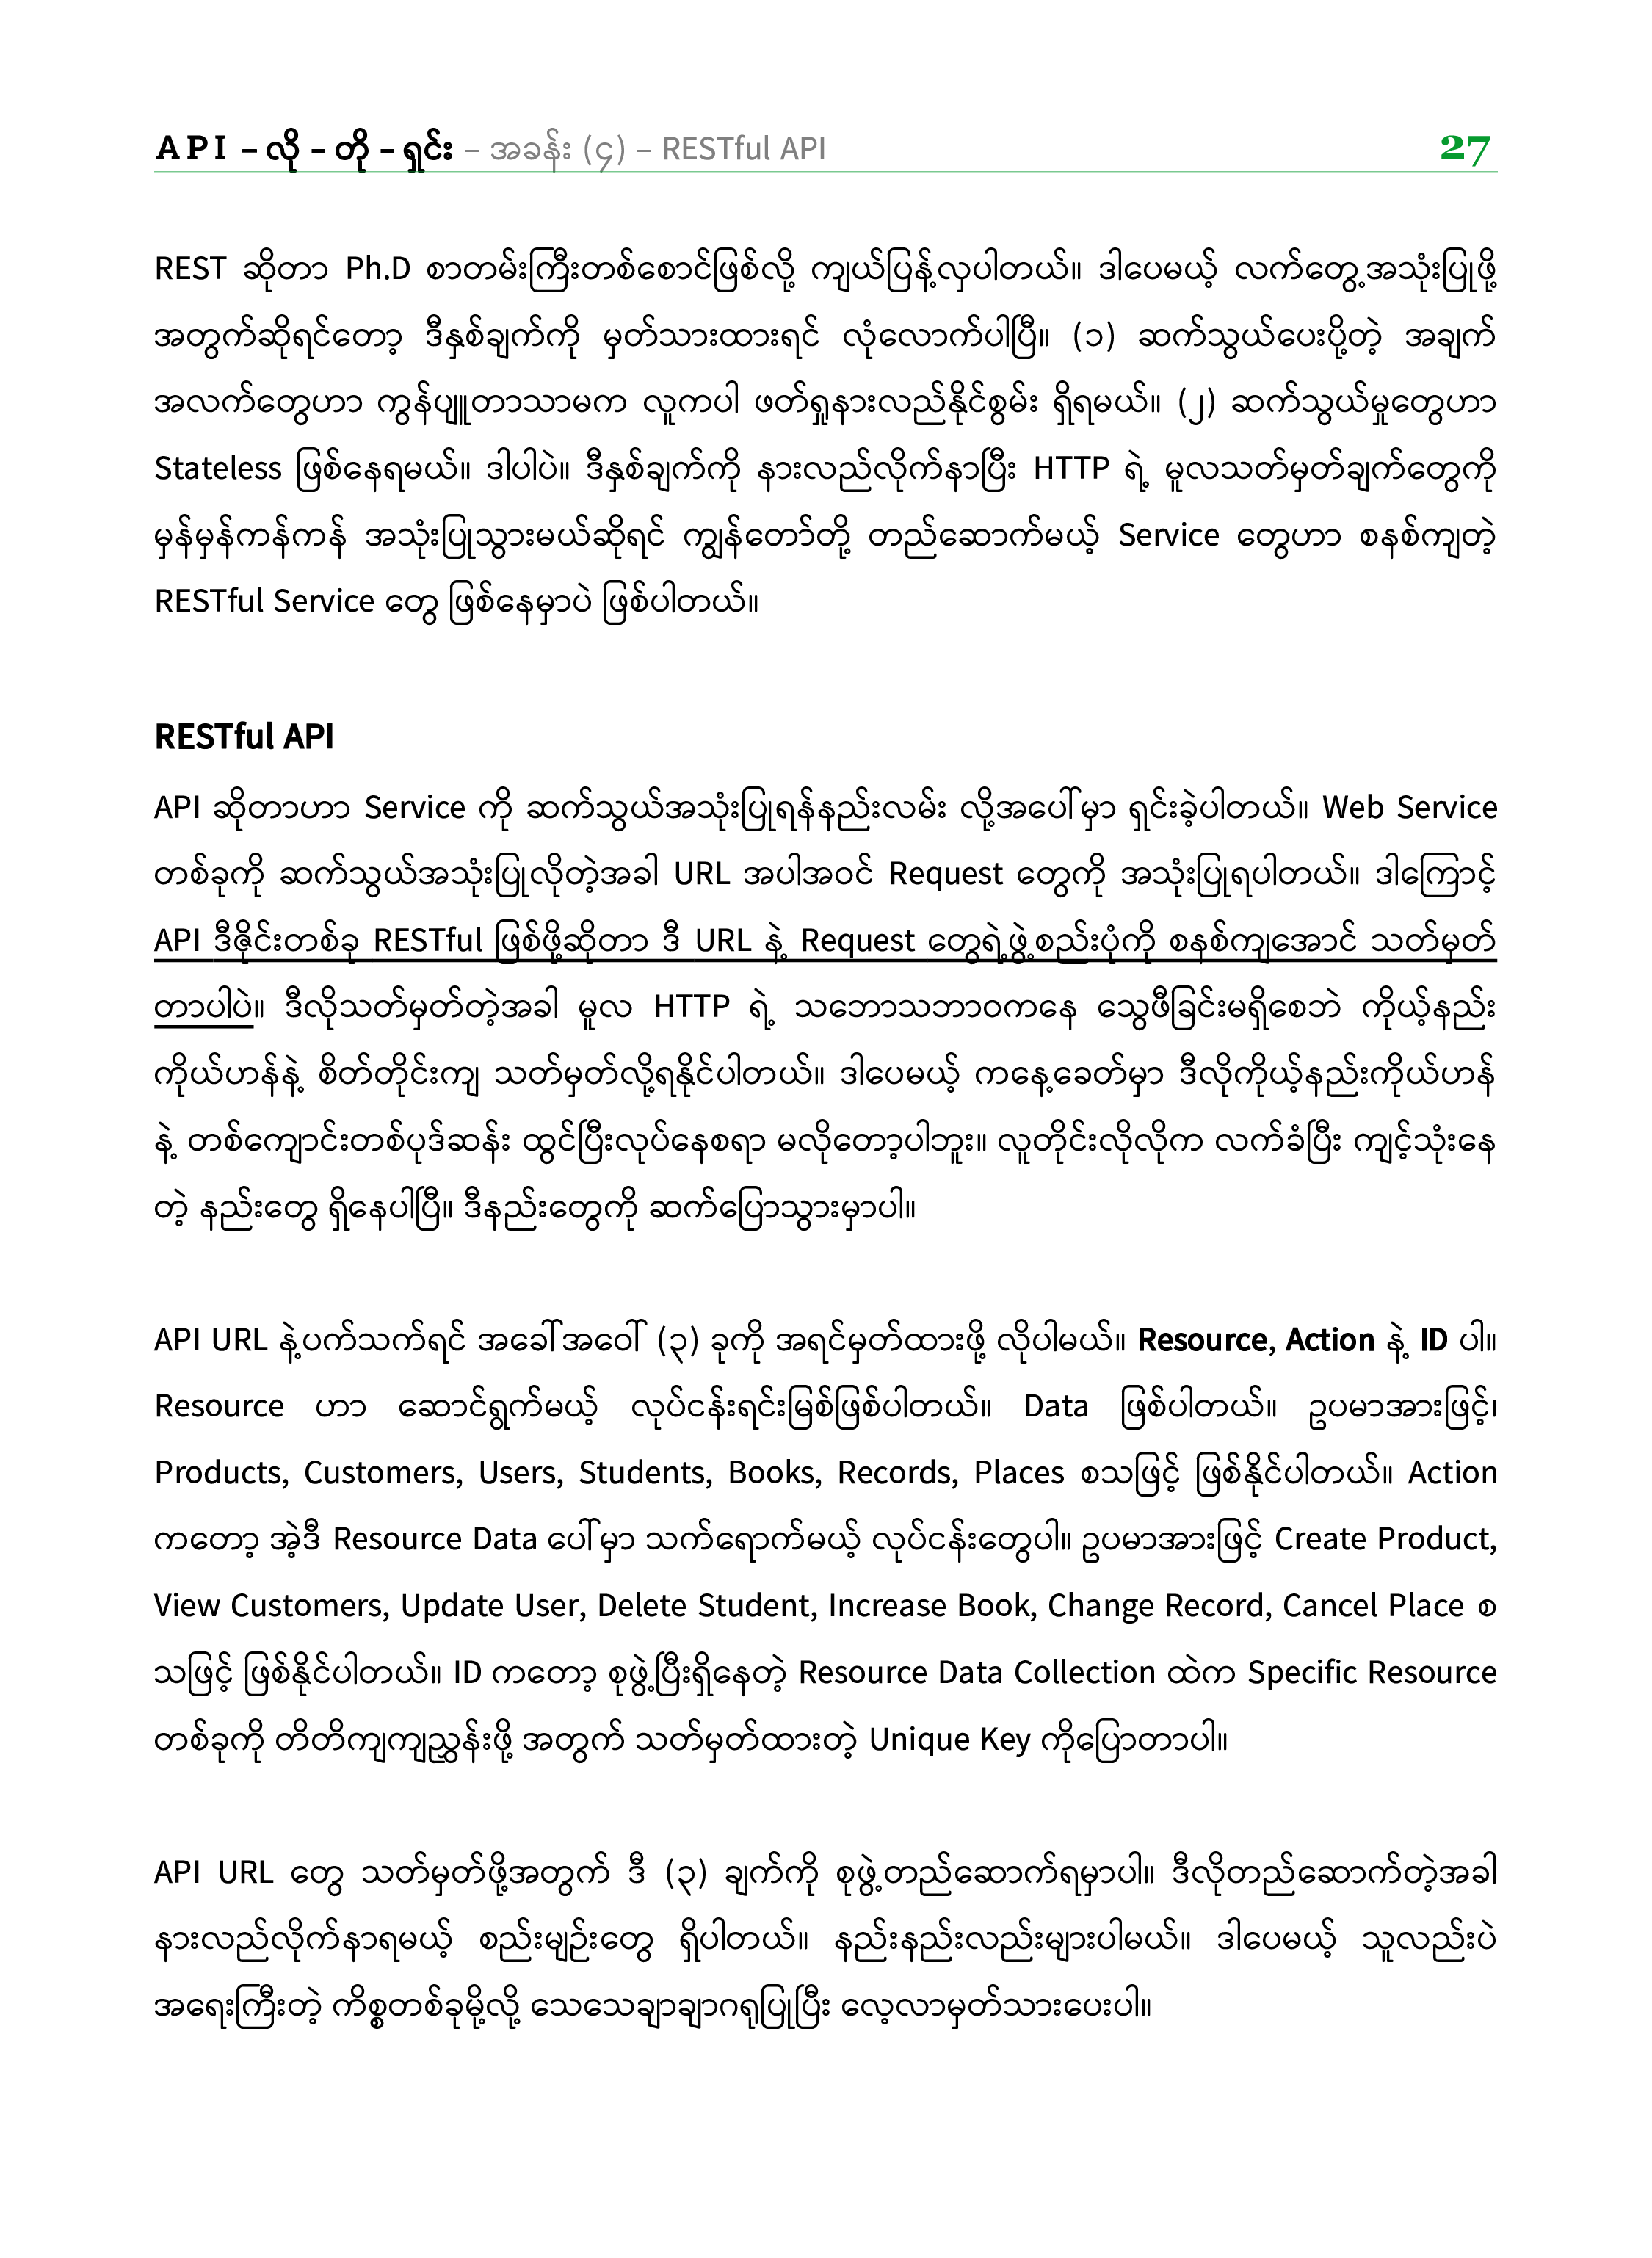 API – လို – တို – ရှင်း – အခန်း (၄) – RESTful API 27
REST ဆိုတာ Ph.D စာတမ်းကြီးတစ်စောင်ဖြစ်လို့ ကျယ်ပြန့်လှပါတယ်။ ဒါပေမယ့် လက်တွေ့အသုံးပြုဖို့
အတွက်ဆိုရင်တော့ ဒီနှစ်ချက်ကို မှတ်သားထားရင် လုံလောက်ပါပြီ။ (၁) ဆက်သွယ်ပေးပို့တဲ့ အချက်
အလက်တွေဟာ ကွန်ပျူတာသာမက လူကပါ ဖတ်ရှုနားလည်နိုင်စွမ်း ရှိရမယ်။ (၂) ဆက်သွယ်မှုတွေဟာ
Stateless ဖြစ်နေရမယ်။ ဒါပါပဲ။ ဒီနှစ်ချက်ကို နားလည်လိုက်နာပြီး HTTP ရဲ့ မူလသတ်မှတ်ချက်တွေကို
မှန်မှန်ကန်ကန် အသုံးပြုသွားမယ်ဆိုရင် ကျွန်တော်တို့ တည်ဆောက်မယ့် Service တွေဟာ စနစ်ကျတဲ့
RESTful Service တွေ ဖြစ်နေမှာပဲ ဖြစ်ပါတယ်။
RESTful API
API ဆိုတာဟာ Service ကို ဆက်သွယ်အသုံးပြုရန်နည်းလမ်း လို့အပေါ်မှာ ရှင်းခဲ့ပါတယ်။ Web Service
တစ်ခုကို ဆက်သွယ်အသုံးပြုလိုတဲ့အခါ URL အပါအဝင် Request တွေကို အသုံးပြုရပါတယ်။ ဒါကြောင့်
API ဒီဇိုင်းတစ်ခု RESTful ဖြစ်ဖို့ဆိုတာ ဒီ URL နဲ့ Request တွေရဲ့ဖွဲ့စည်းပုံကို စနစ်ကျအောင် သတ်မှတ်
တာပါပဲ။ ဒီလိုသတ်မှတ်တဲ့အခါ မူလ HTTP ရဲ့ သဘောသဘာဝကနေ သွေဖီခြင်းမရှိစေဘဲ ကိုယ့်နည်း
ကိုယ်ဟန်နဲ့ စိတ်တိုင်းကျ သတ်မှတ်လို့ရနိုင်ပါတယ်။ ဒါပေမယ့် ကနေ့ခေတ်မှာ ဒီလိုကိုယ့်နည်းကိုယ်ဟန်
နဲ့ တစ်ကျောင်းတစ်ပုဒ်ဆန်း ထွင်ပြီးလုပ်နေစရာ မလိုတော့ပါဘူး။ လူတိုင်းလိုလိုက လက်ခံပြီး ကျင့်သုံးနေ
တဲ့ နည်းတွေ ရှိနေပါပြီ။ ဒီနည်းတွေကို ဆက်ပြောသွားမှာပါ။
API URL နဲ့ပက်သက်ရင် အခေါ်အဝေါ် (၃) ခုကို အရင်မှတ်ထားဖို့ လိုပါမယ်။ Resource, Action နဲ့ ID ပါ။
Resource ဟာ ဆောင်ရွက်မယ့် လုပ်ငန်းရင်းမြစ်ဖြစ်ပါတယ်။ Data ဖြစ်ပါတယ်။ ဥပမာအားဖြင့်၊
Products, Customers, Users, Students, Books, Records, Places စသဖြင့် ဖြစ်နိုင်ပါတယ်။ Action
ကတော့ အဲ့ဒီ Resource Data ပေါ်မှာ သက်ရောက်မယ့် လုပ်ငန်းတွေပါ။ ဥပမာအားဖြင့် Create Product,
View Customers, Update User, Delete Student, Increase Book, Change Record, Cancel Place စ
သဖြင့် ဖြစ်နိုင်ပါတယ်။ ID ကတော့ စုဖွဲ့ပြီးရှိနေတဲ့ Resource Data Collection ထဲက Specific Resource
တစ်ခုကို တိတိကျကျညွှန်းဖို့ အတွက် သတ်မှတ်ထားတဲ့ Unique Key ကိုပြောတာပါ။
API URL တွေ သတ်မှတ်ဖို့အတွက် ဒီ (၃) ချက်ကို စုဖွဲ့တည်ဆောက်ရမှာပါ။ ဒီလိုတည်ဆောက်တဲ့အခါ
နားလည်လိုက်နာရမယ့် စည်းမျဉ်းတွေ ရှိပါတယ်။ နည်းနည်းလည်းများပါမယ်။ ဒါပေမယ့် သူလည်းပဲ
အရေးကြီးတဲ့ ကိစ္စတစ်ခုမို့လို့ သေသေချာချာဂရုပြုပြီး လေ့လာမှတ်သားပေးပါ။